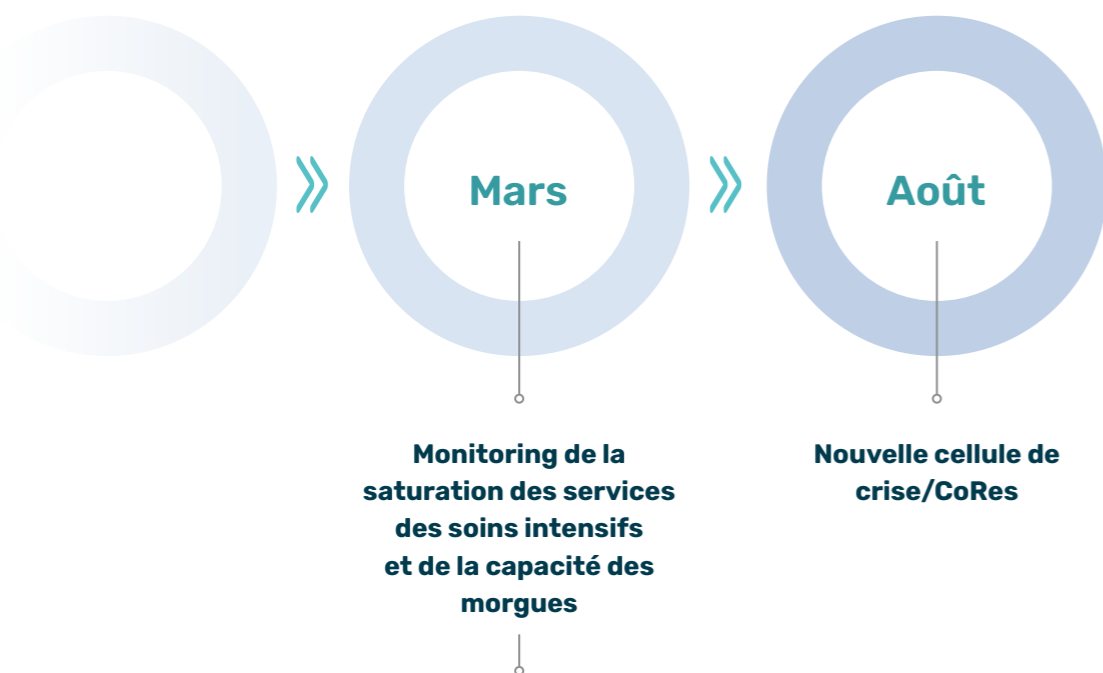 Mars
Août
Monitoring de la
saturation des services
des soins intensifs
et de la capacité des
morgues
Nouvelle cellule de
crise/CoRes